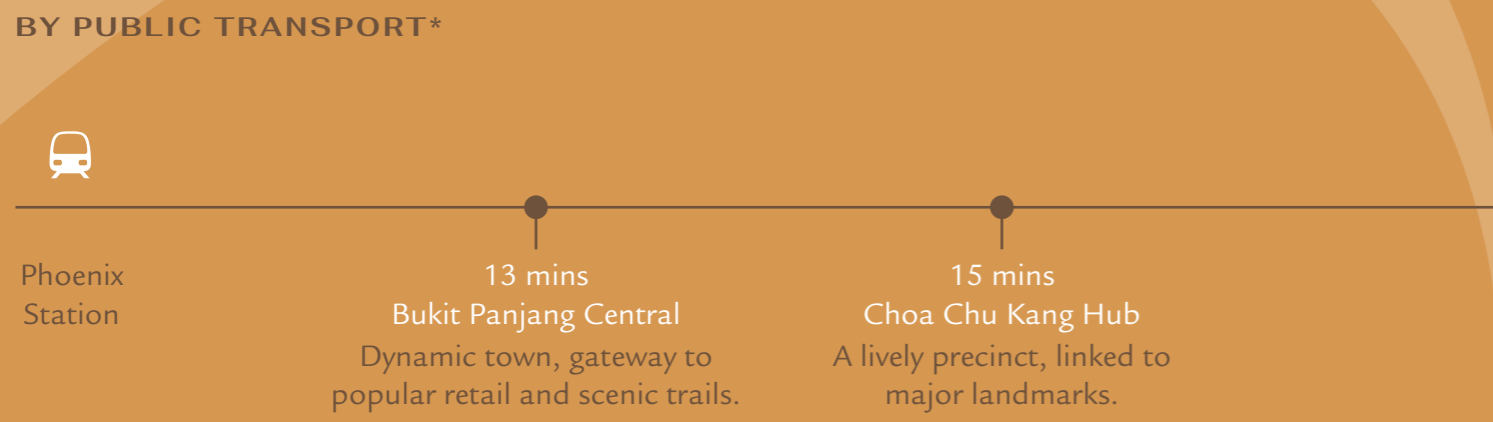 BY PUBLIC TRANSPORT*
Phoenix
Station
13 mins
Bukit Panjang Central
Dynamic town, gateway to
popular retail and scenic trails.
15 mins
Choa Chu Kang Hub
A lively precinct, linked to
major landmarks.